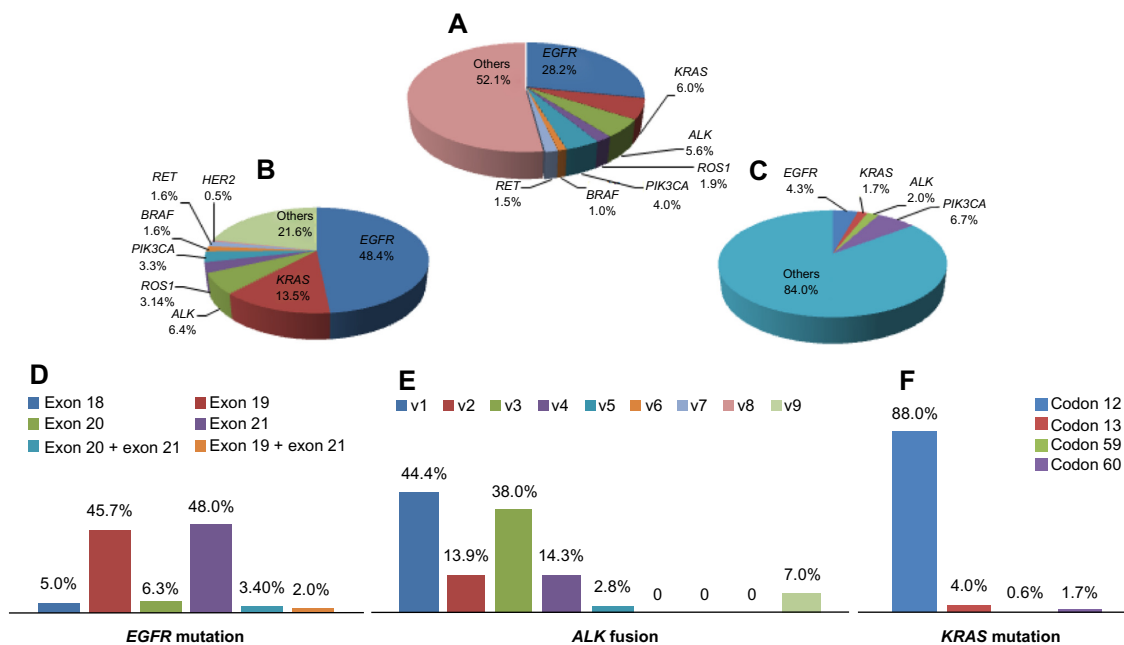 A
Others
52.1%
EGFR
28.2%
KRAS
6.0%
ALK
5.6%
ROS1
1.9%
PIK3CA
4.0%
BRAF
1.0%
RET
1.5%
B
RET
1.6%
HER2
0.5%
BRAF
1.6%
PIK3CA
3.3%
ROS1
3.14%
ALK
6.4%
Others
21.6%
EGFR
48.4%
KRAS
13.5%
C
EGFR
4.3%
KRAS
1.7%
ALK
2.0%
PIK3CA
6.7%
Others
84.0%
D
Exon 18 Exon 19
Exon 20 Exon 21
Exon 20 + exon 21 Exon 19 + exon 21
5.0% 45.7% 6.3% 48.0% 3.40% 2.0%
EGFR mutation
E
v1 v2 v3 v4 v5 v6 v7 v8 v9
44.4% 13.9% 38.0% 14.3% 2.8% 0 0 0 7.0%
ALK fusion
F
Codon 12
Codon 13
Codon 59
Codon 60
88.0% 4.0% 0.6% 1.7%
KRAS mutation